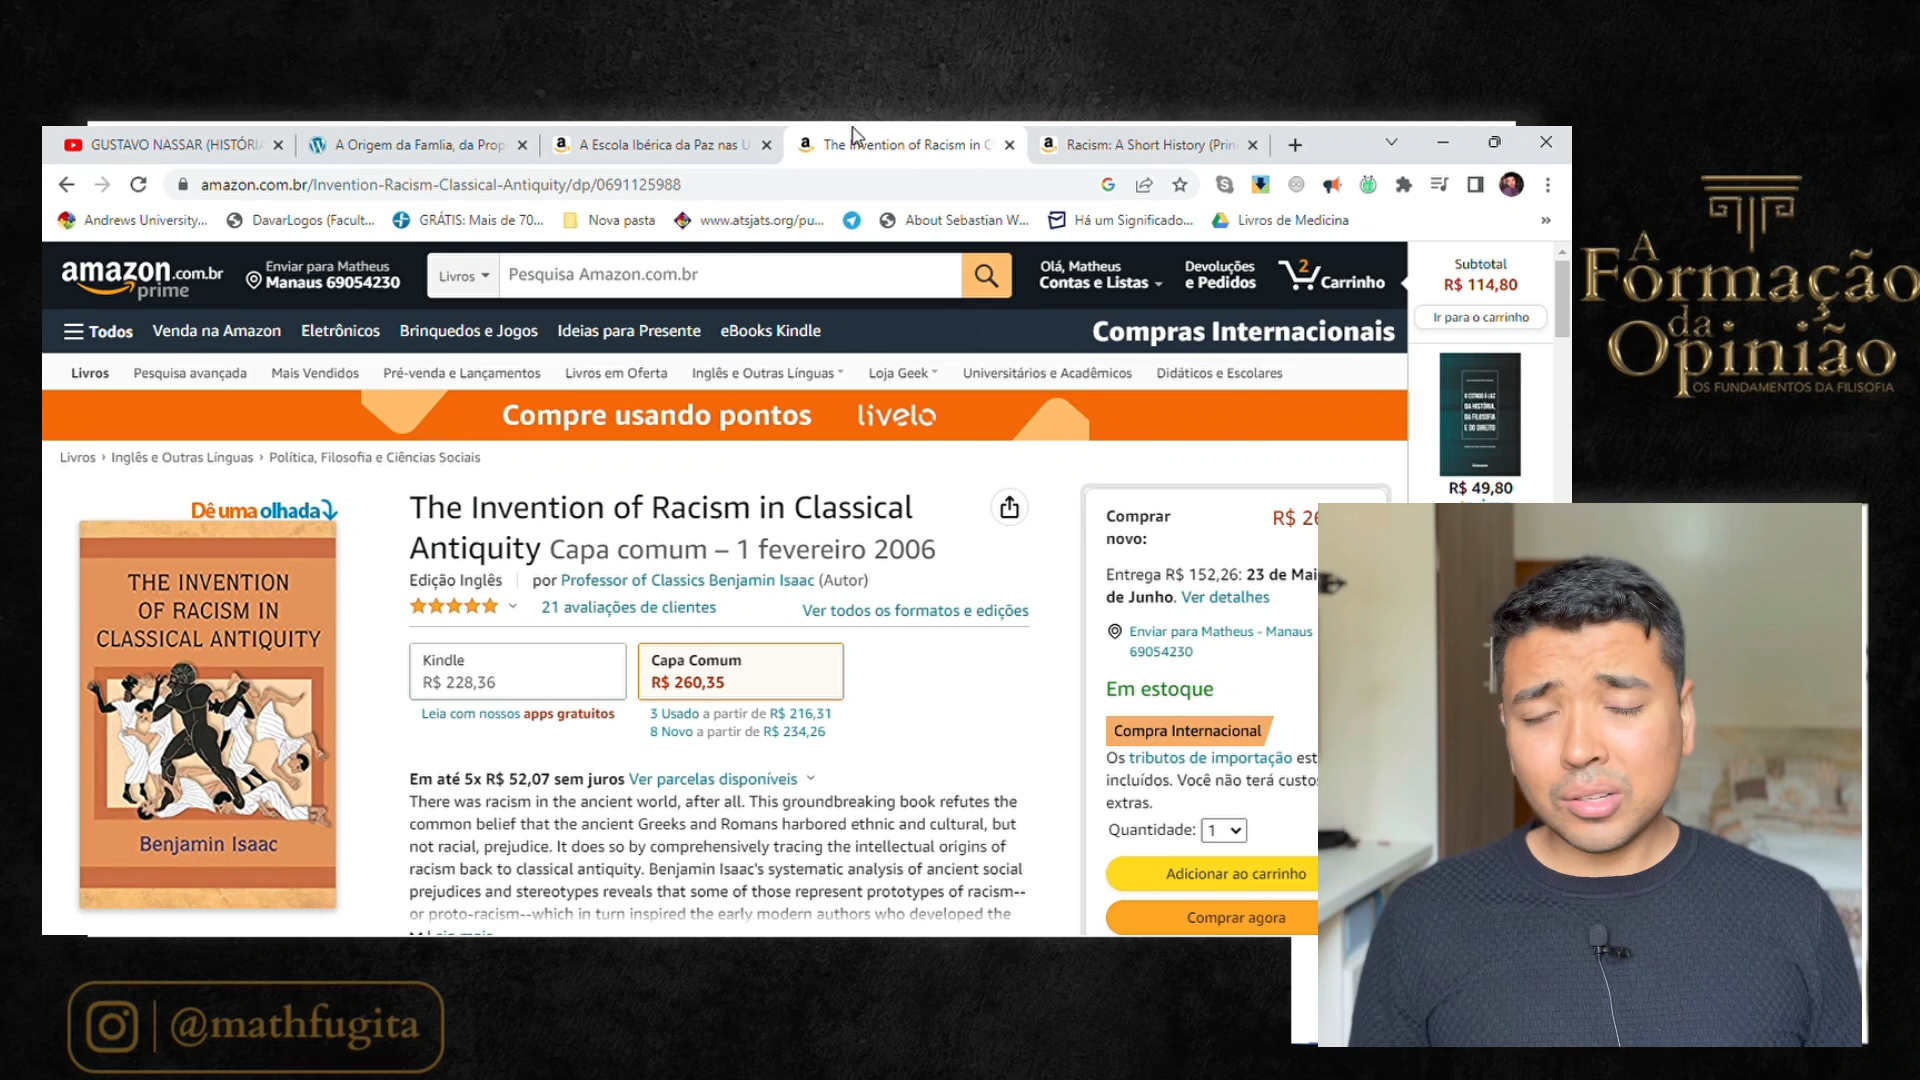 GUSTAVO NASSAR (HISTÓRI
A Origem da Famlia, da Prop
A Escola Ibérica da Paz nas U
The Invention of Racism in C
Racism: A Short History (Prin
amazon.com.br/Invention-Racism-Classical-Antiquity/dp/0691125988
Andrews University...
DavarLogos (Facult...
GRÁTIS: Mais de 70...
Nova pasta
www.atsjats.org/pu...
About Sebastian W...
Há um Significado...
Livros de Medicina
»
amazon.com.br
prime
Enviar para Matheus
Manaus 69054230
Livros
Pesquisa Amazon.com.br
Olá, Matheus
Contas e Listas
Devoluções
e Pedidos
2
Carrinho
Subtotal
R$ 114,80
Ir para o carrinho
Todos
Venda na Amazon
Eletrônicos
Brinquedos e Jogos
Ideias para Presente
eBooks Kindle
Compras Internacionais
Livros
Pesquisa avançada
Mais Vendidos
Pré-venda e Lançamentos
Livros em Oferta
Inglês e Outras Línguas
Loja Geek
Universitários e Acadêmicos
Didáticos e Escolares
Compre usando pontos livelo
Livros › Inglês e Outras Línguas › Política, Filosofia e Ciências Sociais
O ESTADO À LUZ
DA HISTÓRIA,
DA FILOSOFIA
E DO DIREITO
R$ 49,80
Dê uma olhada
THE INVENTION
OF RACISM IN
CLASSICAL ANTIQUITY
Benjamin Isaac
The Invention of Racism in Classical
Antiquity Capa comum – 1 fevereiro 2006
Edição Inglês
por Professor of Classics Benjamin Isaac (Autor)
21 avaliações de clientes
Ver todos os formatos e edições
Kindle
R$ 228,36
Leia com nossos apps gratuitos
Capa Comum
R$ 260,35
3 Usado a partir de R$ 216,31
8 Novo a partir de R$ 234,26
Em até 5x R$ 52,07 sem juros Ver parcelas disponíveis
There was racism in the ancient world, after all. This groundbreaking book refutes the
common belief that the ancient Greeks and Romans harbored ethnic and cultural, but
not racial, prejudice. It does so by comprehensively tracing the intellectual origins of
racism back to classical antiquity. Benjamin Isaac's systematic analysis of ancient social
prejudices and stereotypes reveals that some of those represent prototypes of racism--
or proto-racism--which in turn inspired the early modern authors who developed the
Comprar
novo:
R$ 26
Entrega R$ 152,26: 23 de Mai
de Junho. Ver detalhes
Enviar para Matheus - Manaus
69054230
Em estoque
Compra Internacional
Os tributos de importação est
incluídos. Você não terá custo
extras.
Quantidade: 1
Adicionar ao carrinho
Comprar agora
A
Formação
da
Opinião
OS FUNDAMENTOS DA FILISOFIA
@mathfugita